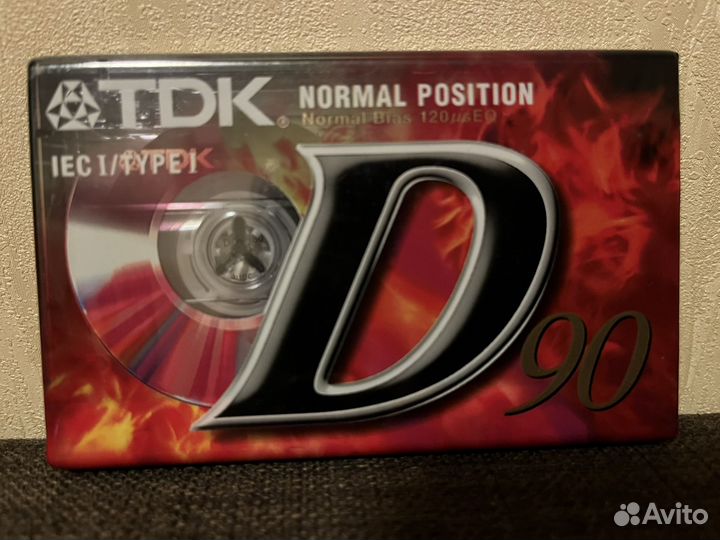 TDK® NORMAL POSITION
Normal Bias 120µsEQ
IEC I/TYPE I
TDK
D 90
Avito